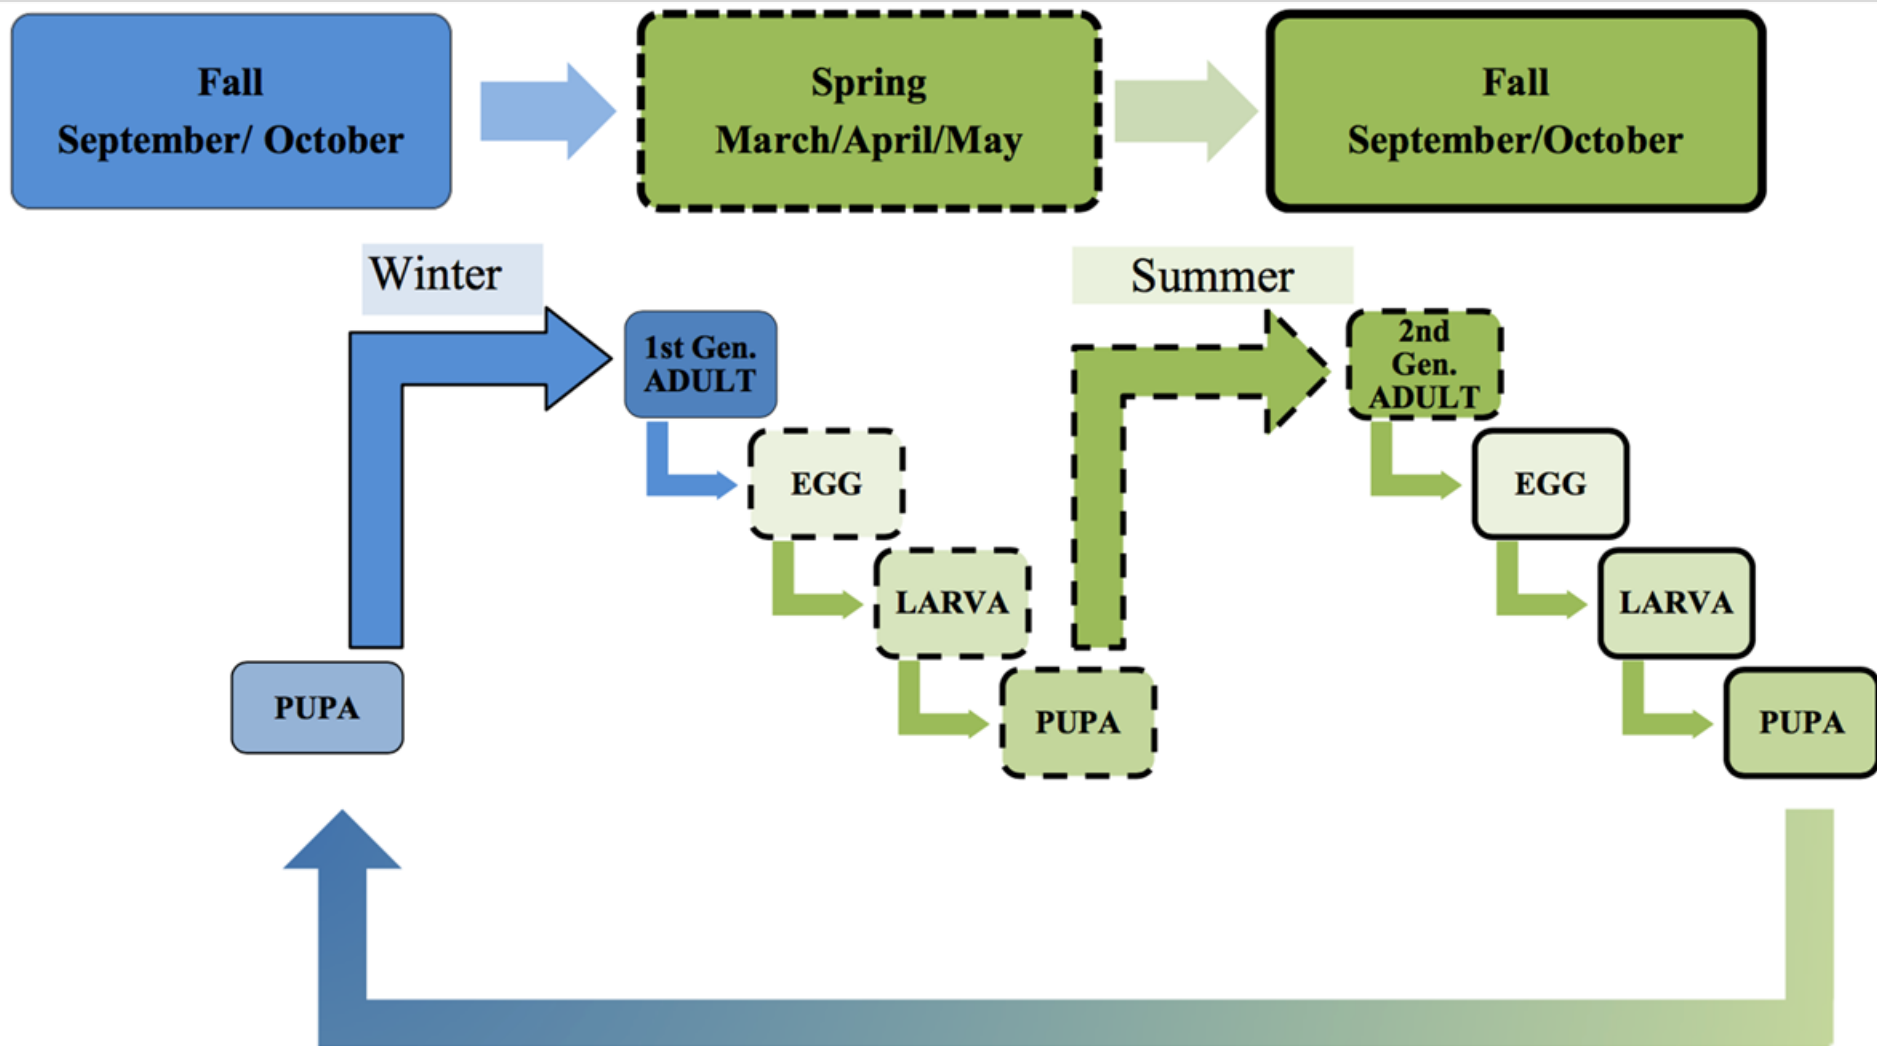 Fall
September/ October
Spring
March/April/May
Fall
September/October
Winter
Summer
1st Gen.
ADULT
EGG
LARVA
PUPA
2nd
Gen.
ADULT
EGG
LARVA
PUPA
PUPA